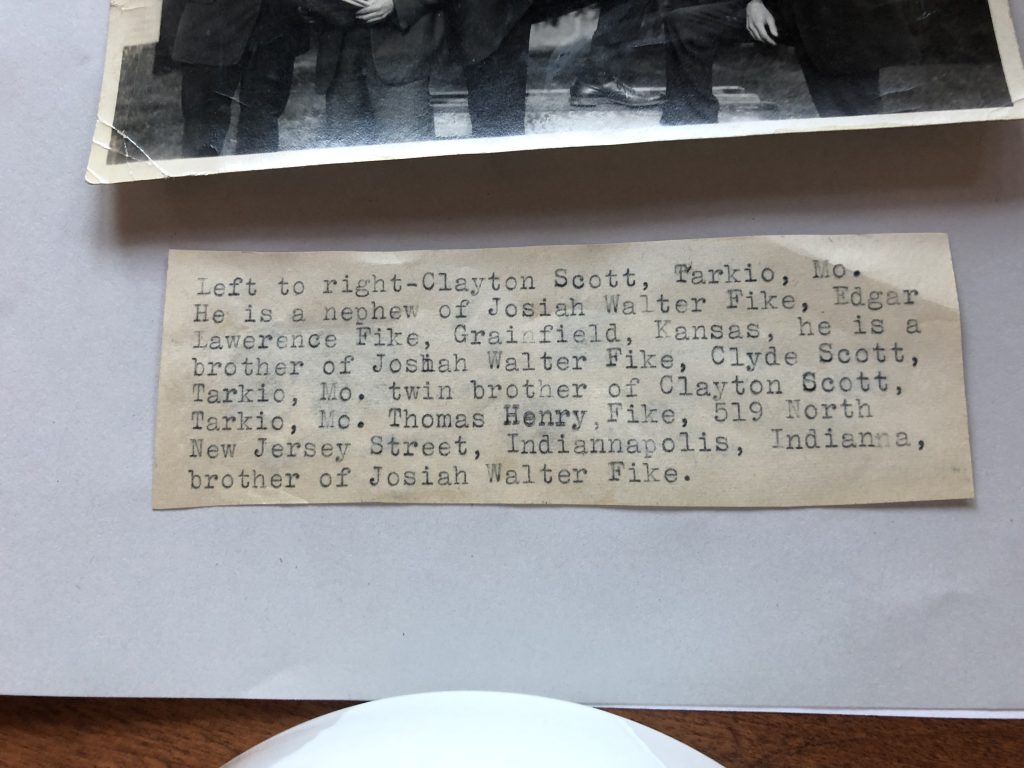 Left to right-Clayton Scott, Tarkio, Mo.
He is a nephew of Josiah Walter Fike, Edgar
Lawerence Fike, Grainfield, Kansas, he is a
brother of Josiah Walter Fike, Clyde Scott,
Tarkio, Mo. twin brother of Clayton Scott,
Tarkio, Mo. Thomas Henry Fike, 519 North
New Jersey Street, Indiannapolis, Indianna,
brother of Josiah Walter Fike.